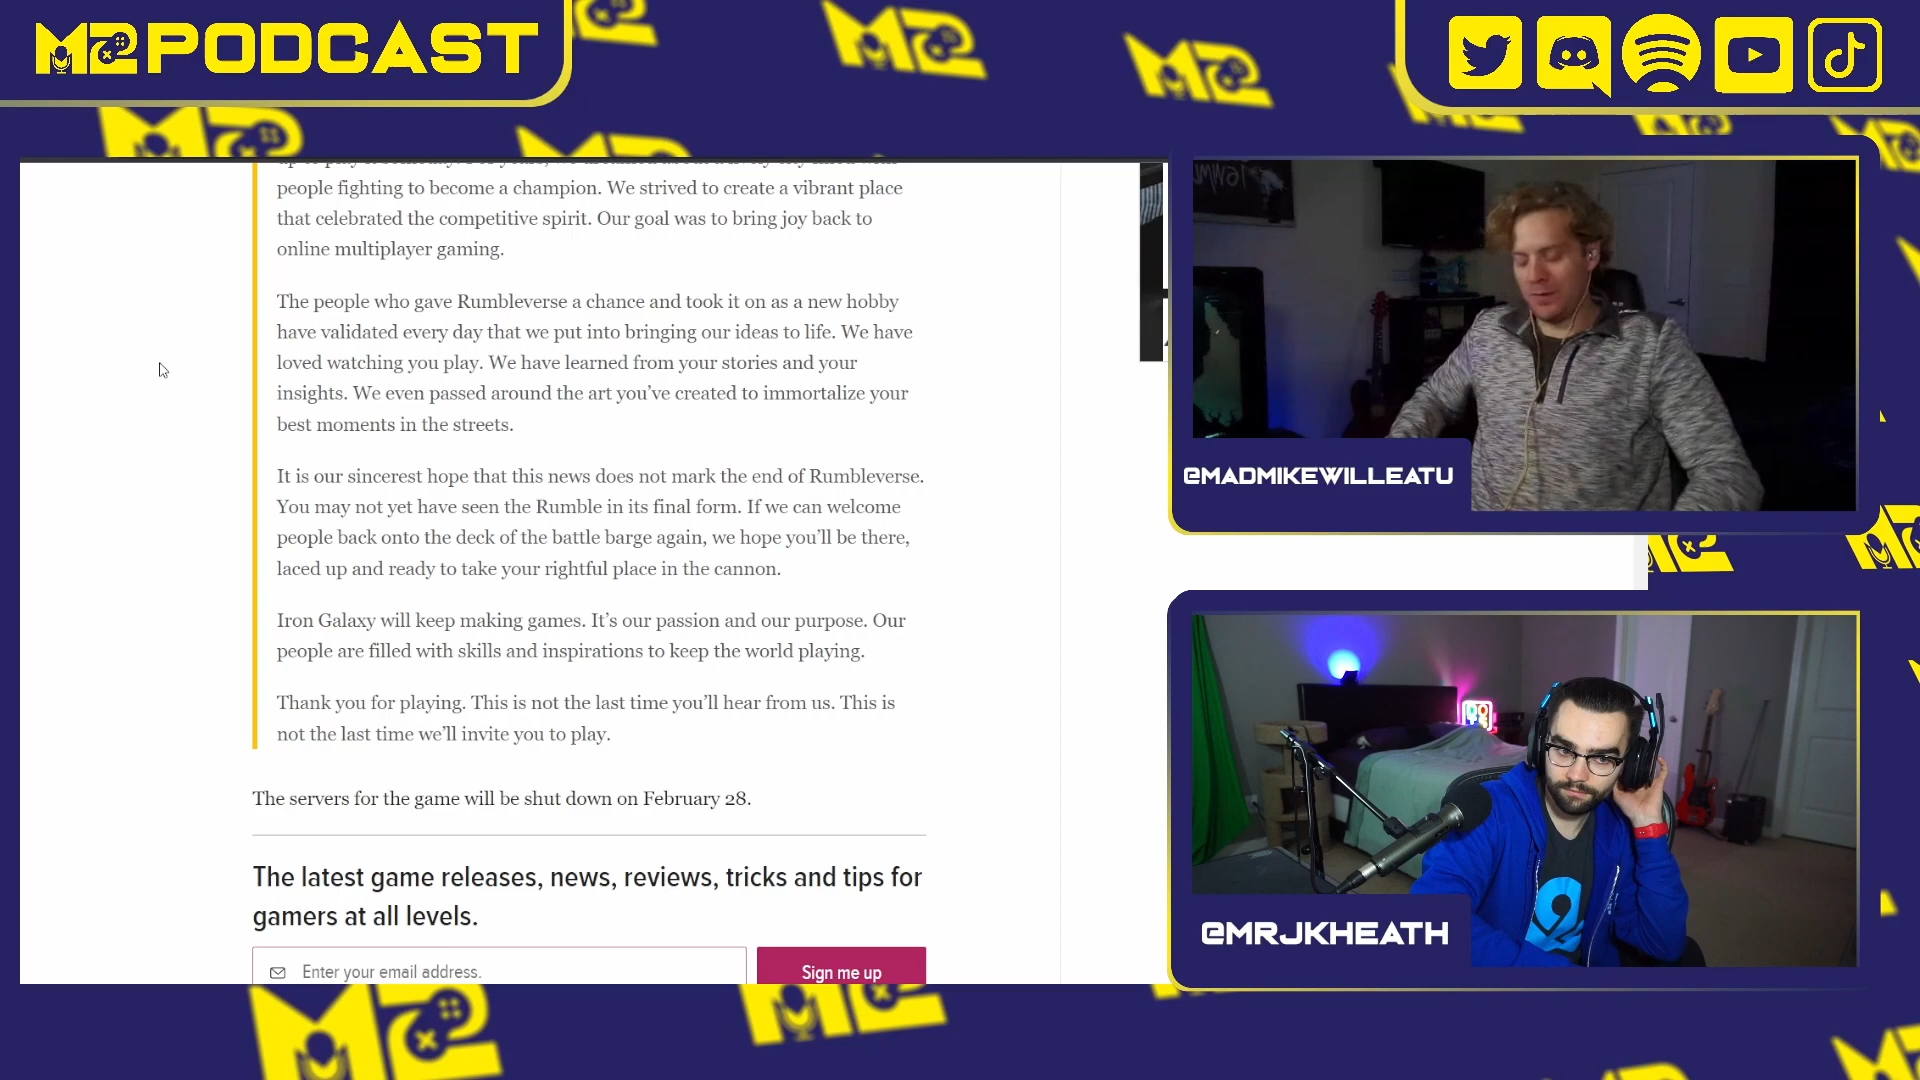 M2 PODCAST
people fighting to become a champion. We strived to create a vibrant place
that celebrated the competitive spirit. Our goal was to bring joy back to
online multiplayer gaming.
The people who gave Rumbleverse a chance and took it on as a new hobby
have validated every day that we put into bringing our ideas to life. We have
loved watching you play. We have learned from your stories and your
insights. We even passed around the art you’ve created to immortalize your
best moments in the streets.
It is our sincerest hope that this news does not mark the end of Rumbleverse.
You may not yet have seen the Rumble in its final form. If we can welcome
people back onto the deck of the battle barge again, we hope you’ll be there,
laced up and ready to take your rightful place in the cannon.
Iron Galaxy will keep making games. It’s our passion and our purpose. Our
people are filled with skills and inspirations to keep the world playing.
Thank you for playing. This is not the last time you’ll hear from us. This is
not the last time we’ll invite you to play.
The servers for the game will be shut down on February 28.
The latest game releases, news, reviews, tricks and tips for
gamers at all levels.
Enter your email address.
Sign me up
@MADMIKEWILLEATU
@MRJKHEATH